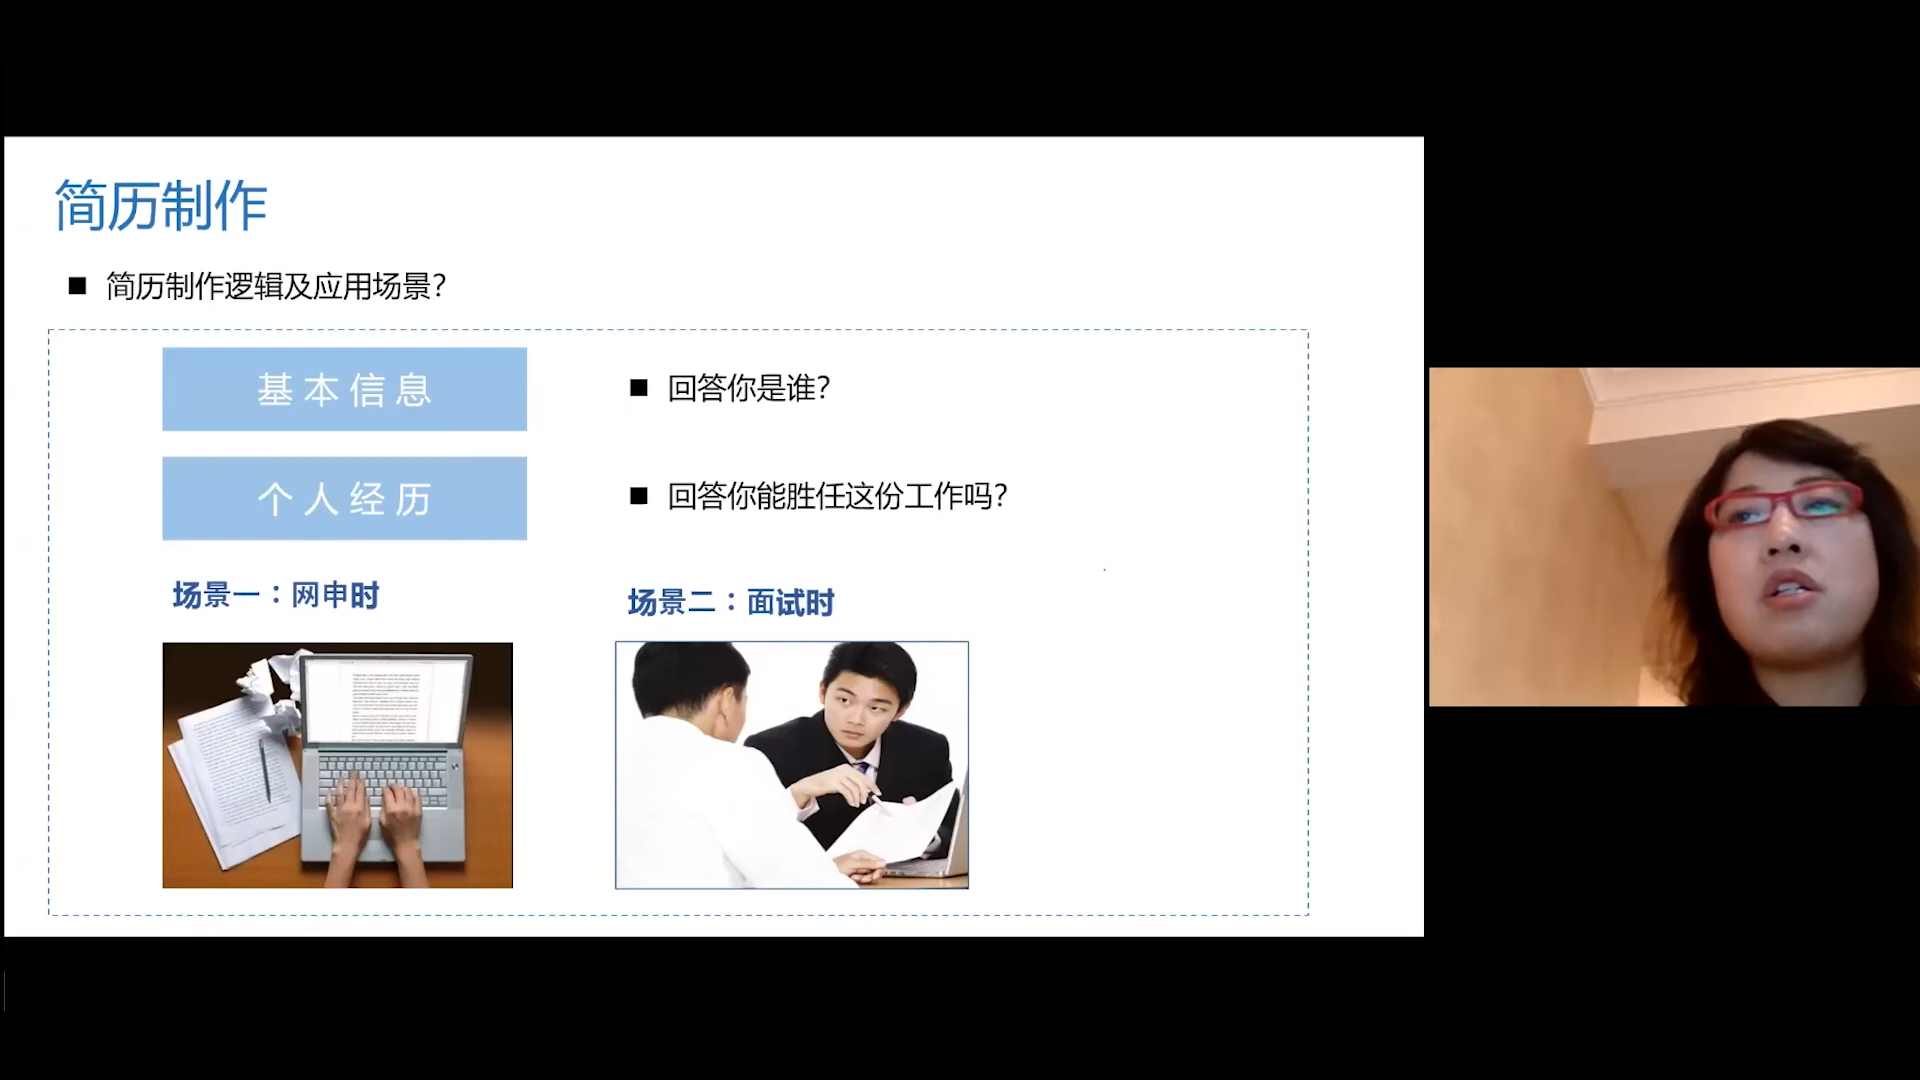 简历制作
■ 简历制作逻辑及应用场景?
基本信息
■ 回答你是谁?
个人经历
■ 回答你能胜任这份工作吗?
场景一：网申时
场景二：面试时